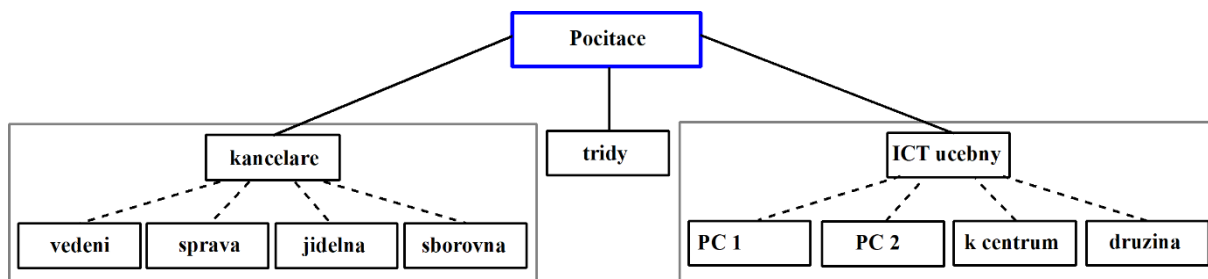 Pocitace
kancelare
tridy
ICT ucebny
vedeni
sprava
jidelna
sborovna
PC 1
PC 2
k centrum
druzina